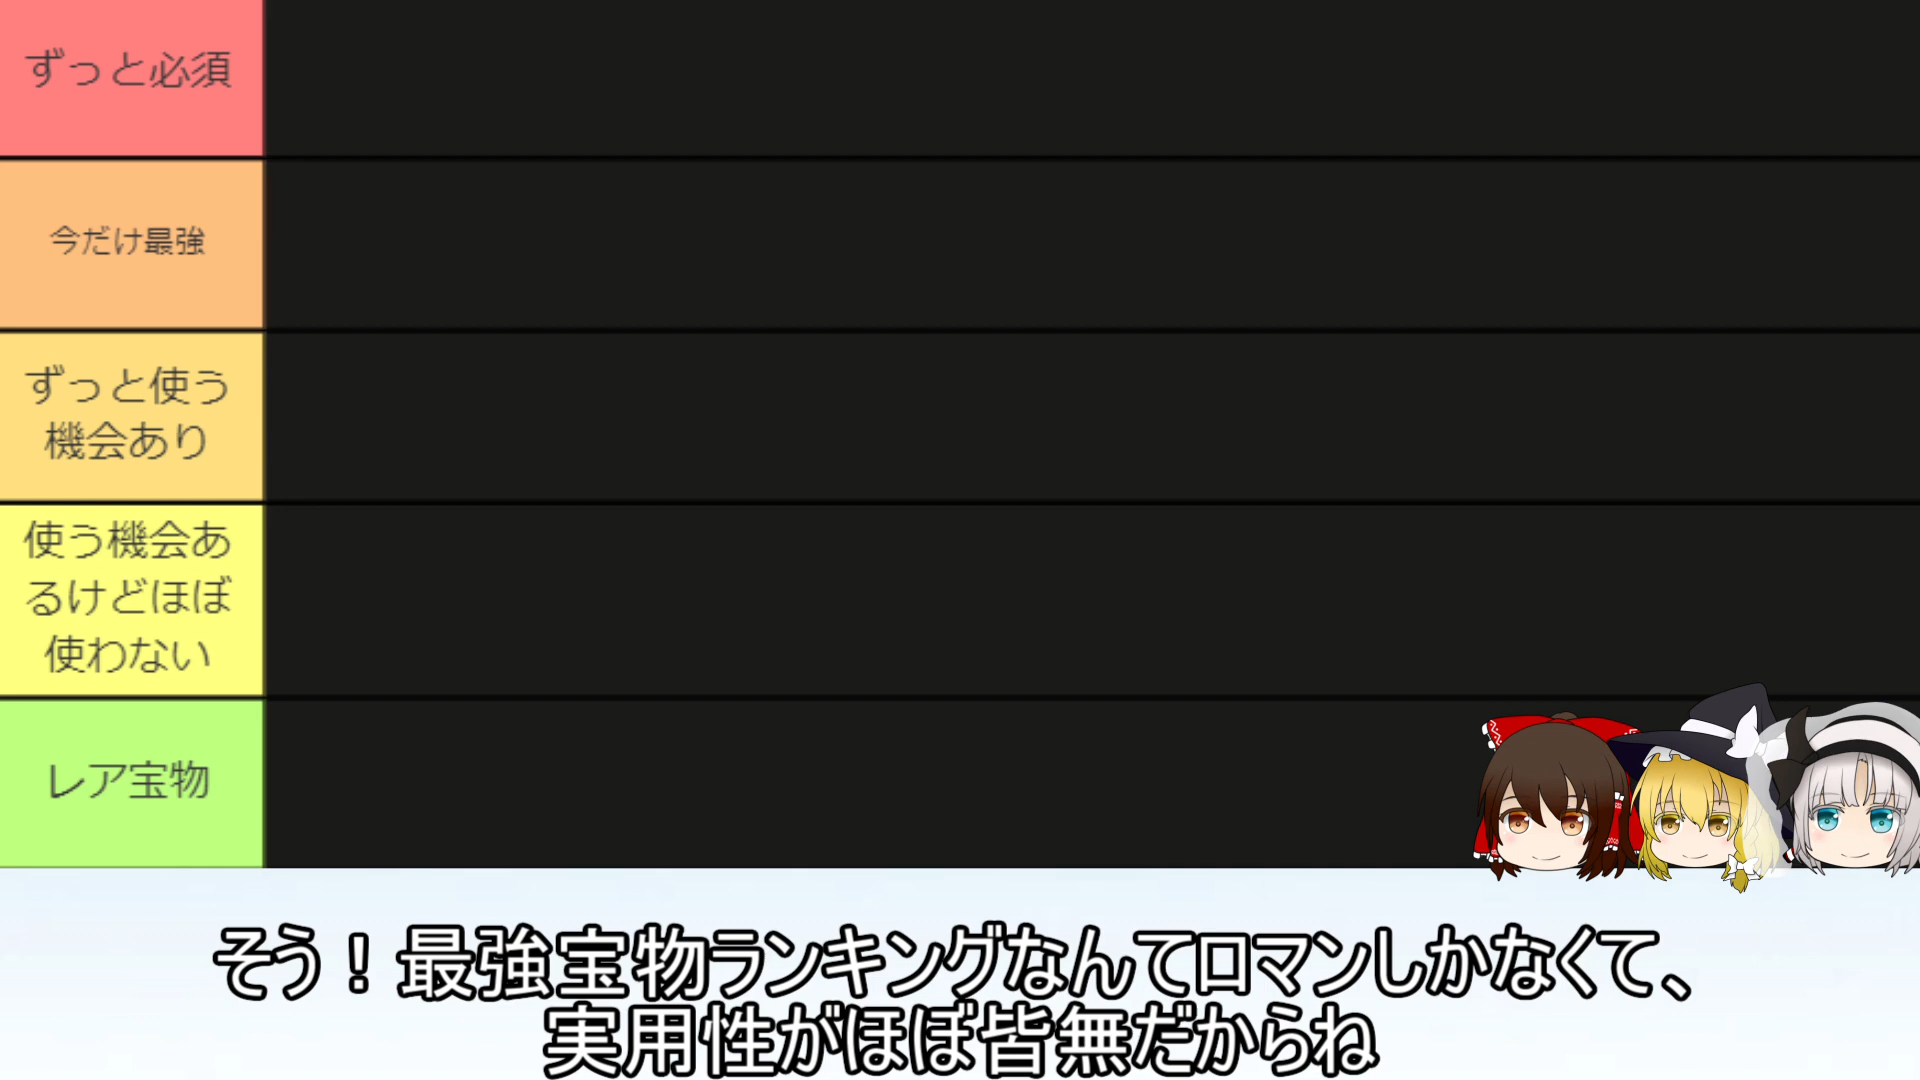 ずっと必須
今だけ最強
ずっと使う
機会あり
使う機会あ
るけどほぼ
使わない
レア宝物
そう！最強宝物ランキングなんてロマンしかなくて、
実用性がほぼ皆無だからね